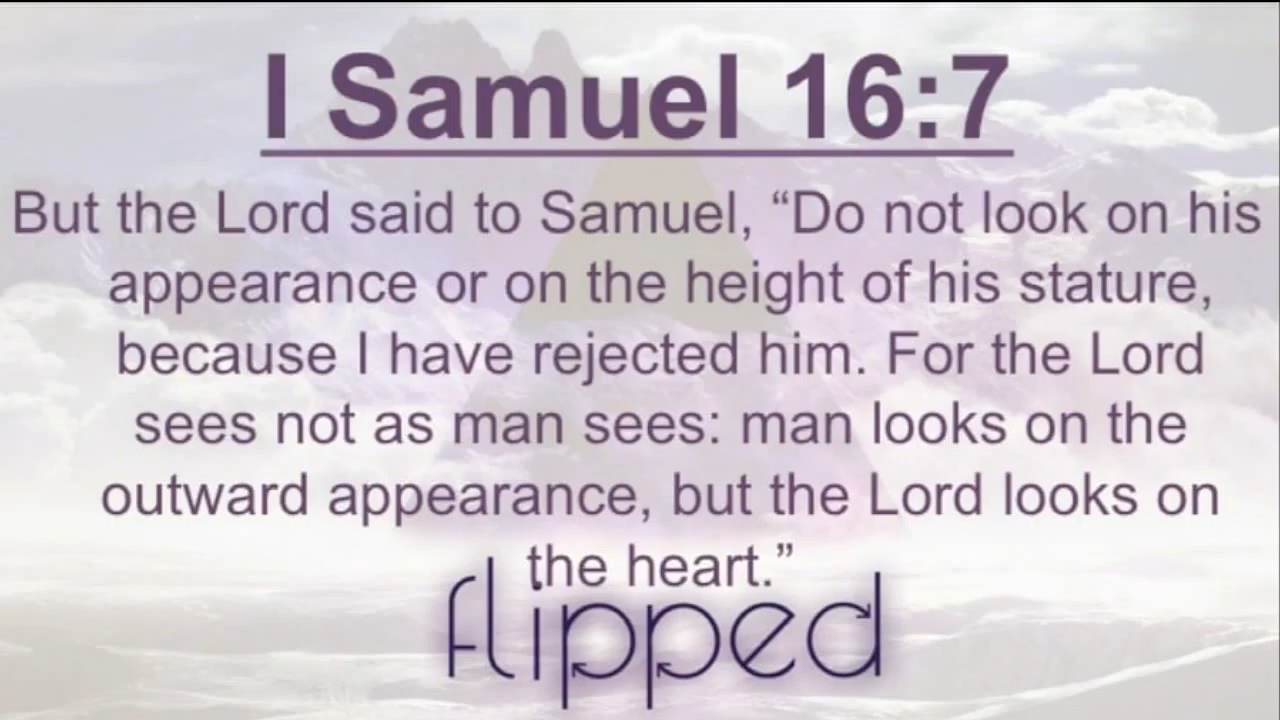 I Samuel 16:7
But the Lord said to Samuel, “Do not look on his
appearance or on the height of his stature,
because I have rejected him. For the Lord
sees not as man sees: man looks on the
outward appearance, but the Lord looks on
the heart.”
flipped